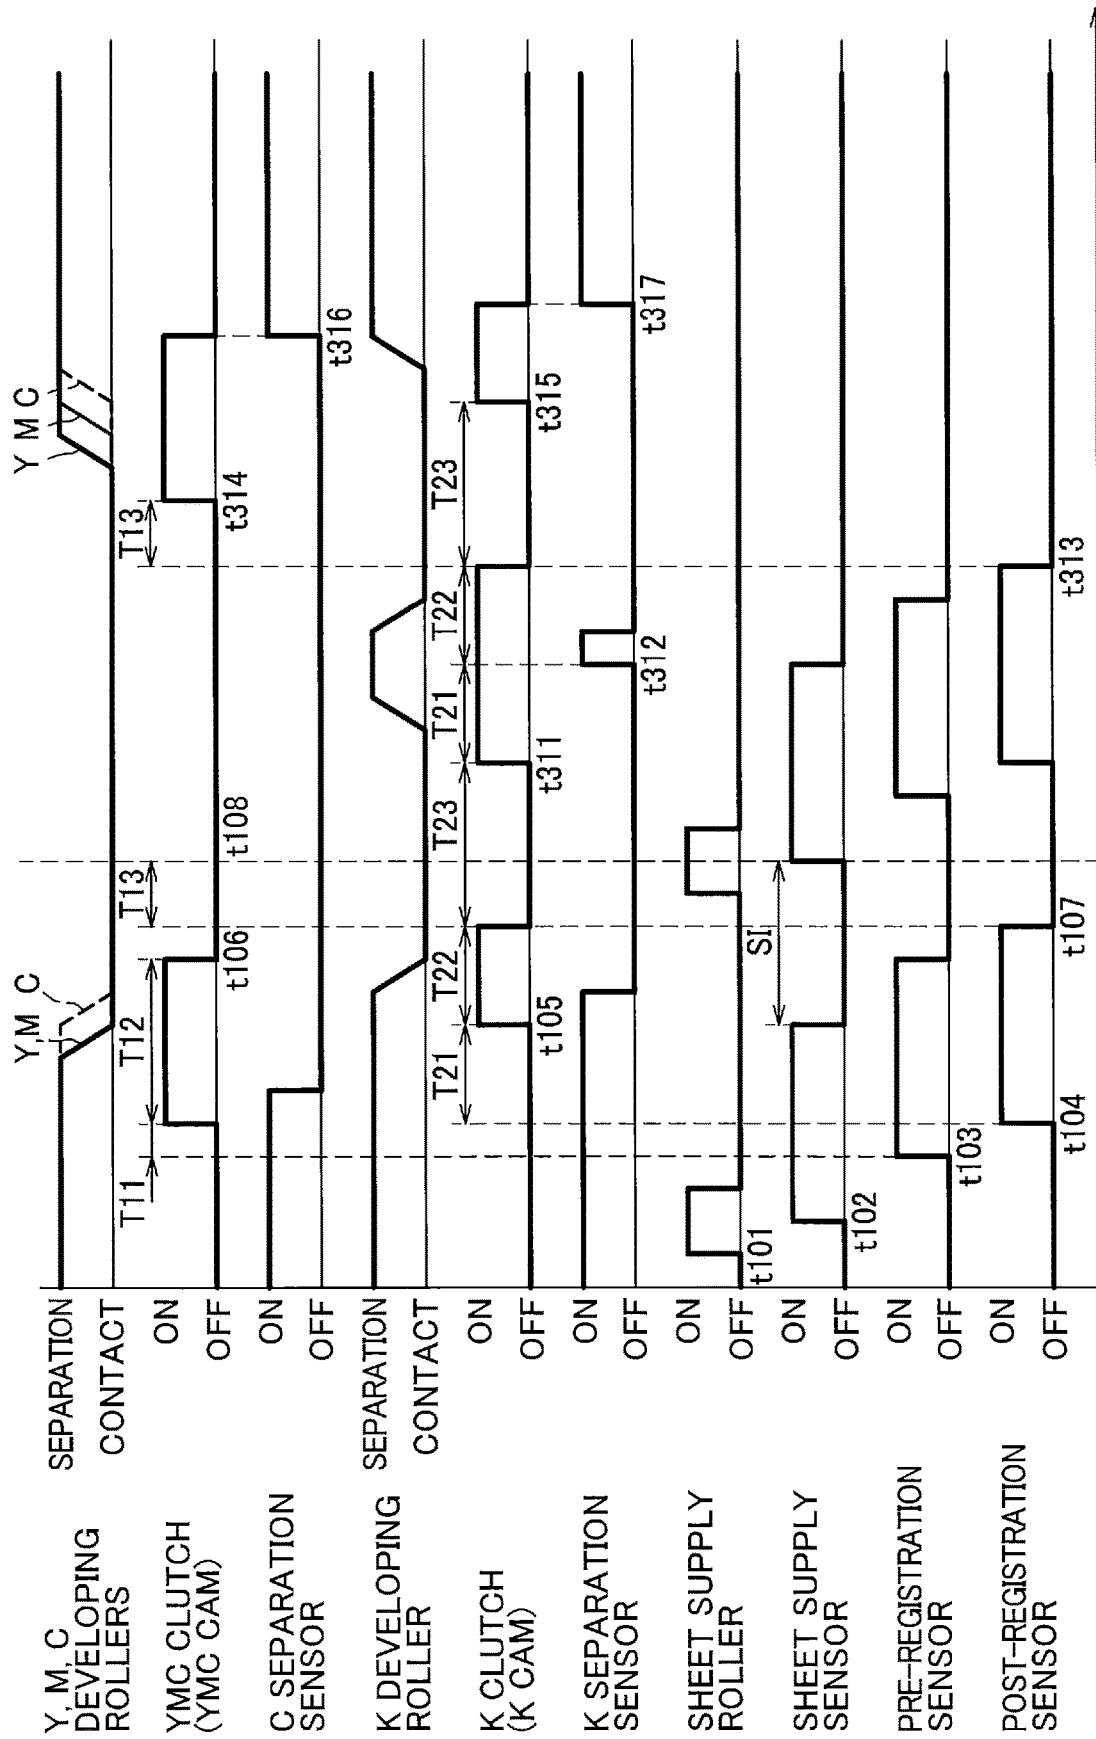 Y, M, C
DEVELOPING
ROLLERS
SEPARATION
CONTACT
Y,M C
Y M C
YMC CLUTCH
(YMC CAM)
ON
OFF
T11
T12
T13
T13
t106
t108
t314
C SEPARATION
SENSOR
ON
OFF
t316
K DEVELOPING
ROLLER
SEPARATION
CONTACT
K CLUTCH
(K CAM)
ON
OFF
T21
T22
T23
T21
T22
T23
t105
t311
t315
K SEPARATION
SENSOR
ON
OFF
t312
t317
SHEET SUPPLY
ROLLER
ON
OFF
t101
SHEET SUPPLY
SENSOR
ON
OFF
SI
t102
PRE-REGISTRATION
SENSOR
ON
OFF
t103
POST-REGISTRATION
SENSOR
ON
OFF
t104
t107
t313